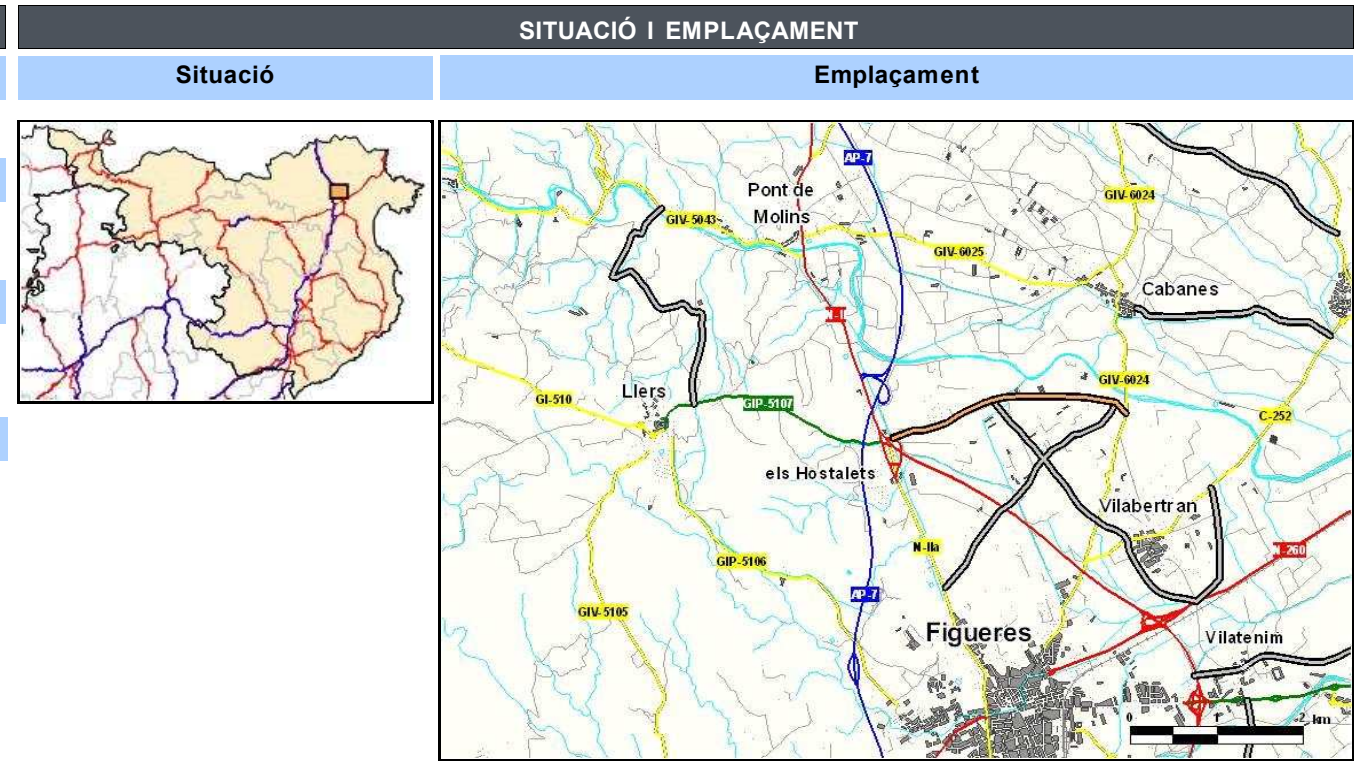 SITUACIÓ I EMPLAÇAMENT
Situació
Emplaçament
AP-7
Pont de
Molins
GIV-5043
GIV-6024
GIV-6025
Cabanes
N-II
GIV-6024
Llers
GI-510
GIP-5107
C-252
els Hostalets
Vilabertran
N-IIa
N-260
GIP-5106
AP-7
GIV-5105
Figueres
Vilatenim
0 1 2 km